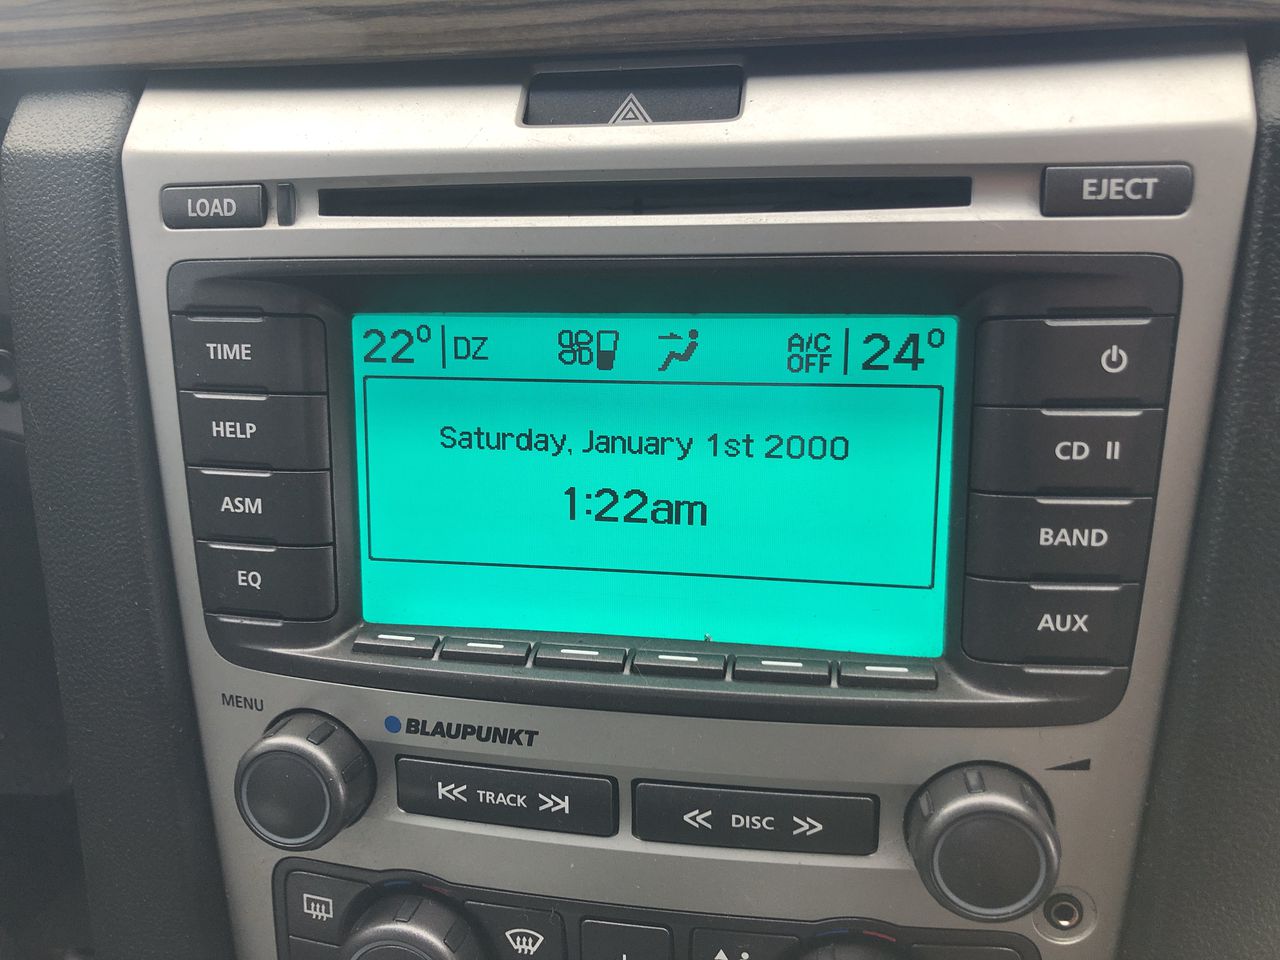 LOAD
EJECT
TIME
HELP
ASM
EQ
22° DZ A/C OFF 24°
Saturday, January 1st 2000
1:22am
CD II
BAND
AUX
MENU
BLAUPUNKT
TRACK
DISC